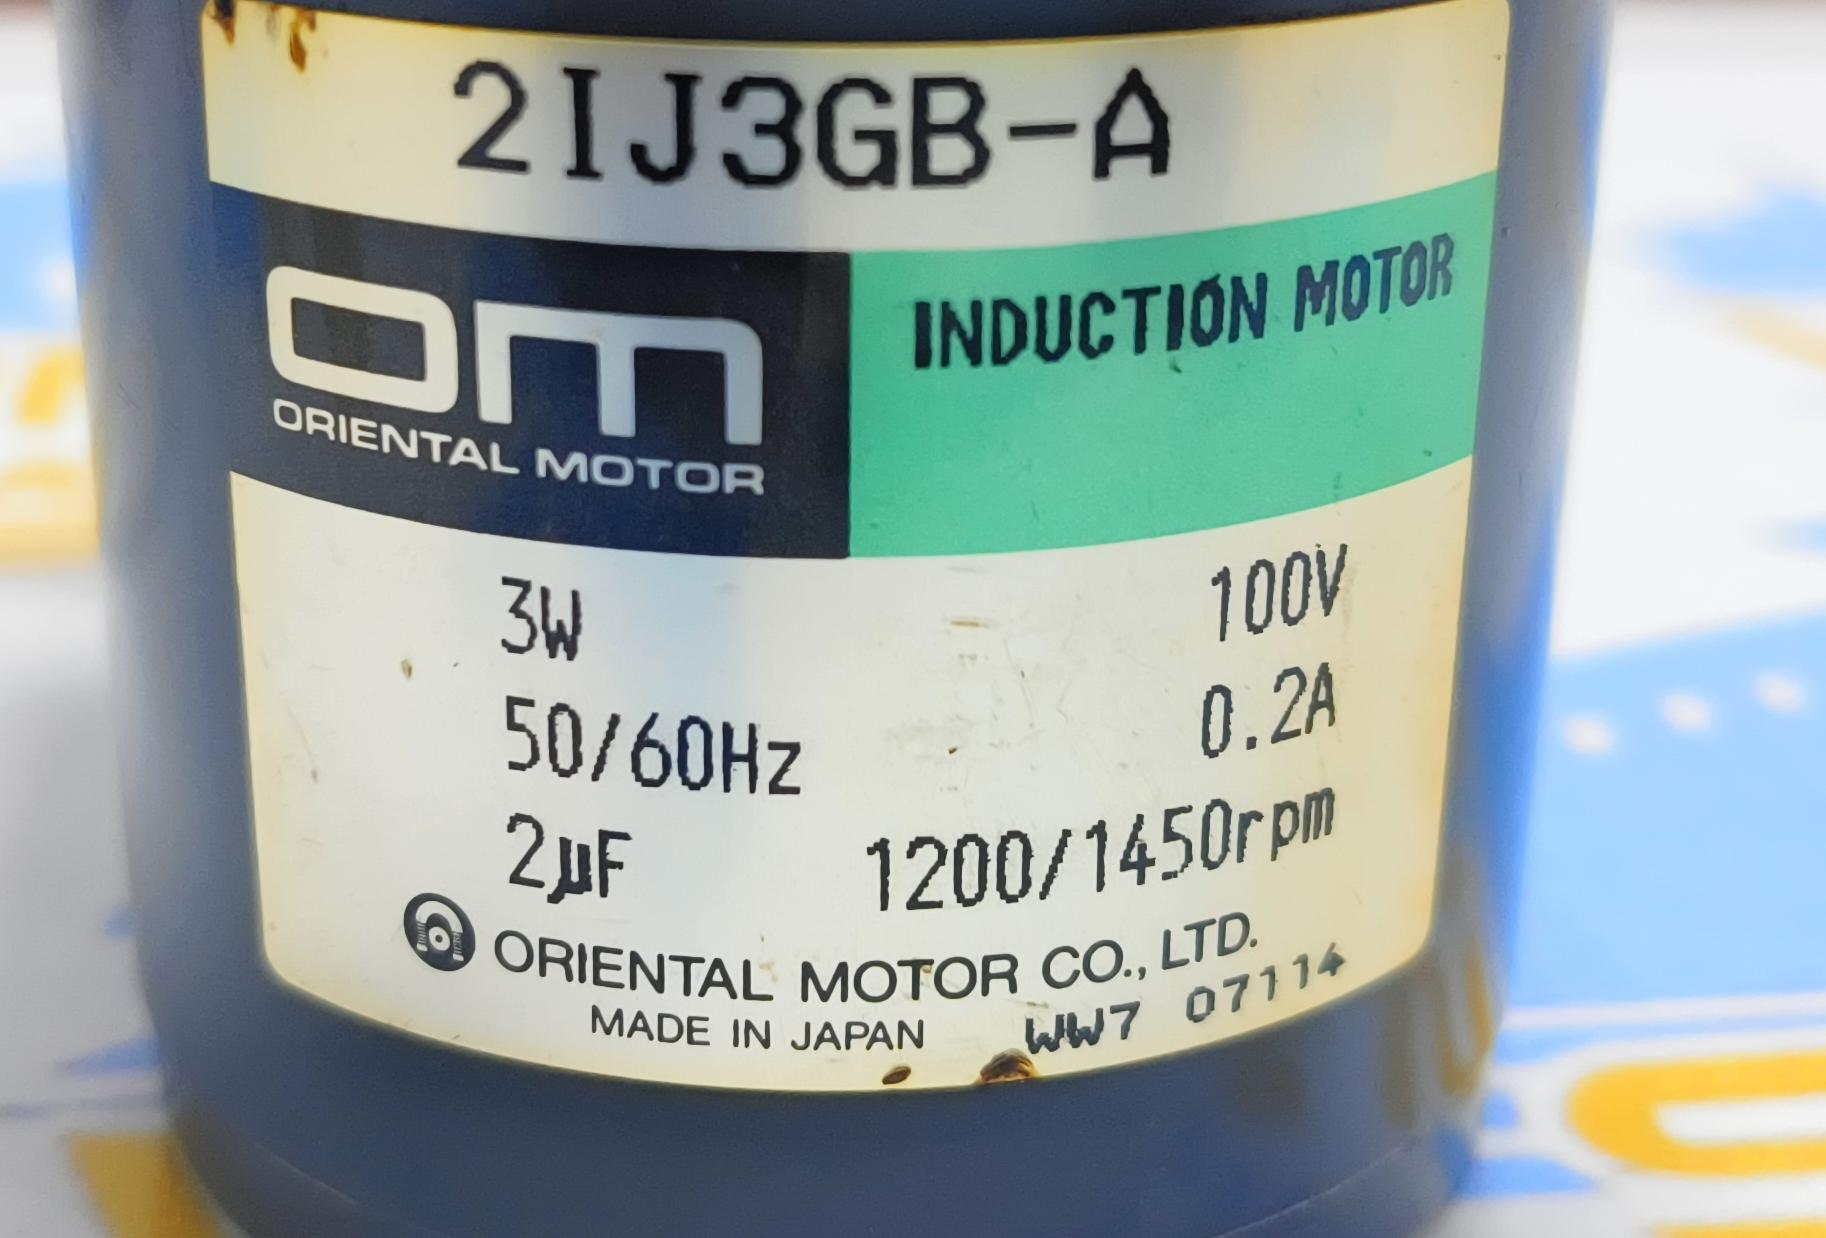 2IJ3GB-A
om
ORIENTAL MOTOR
INDUCTION MOTOR
3W 100V
50/60Hz 0.2A
2µF 1200/1450rpm
ORIENTAL MOTOR CO., LTD.
MADE IN JAPAN WW7 07114